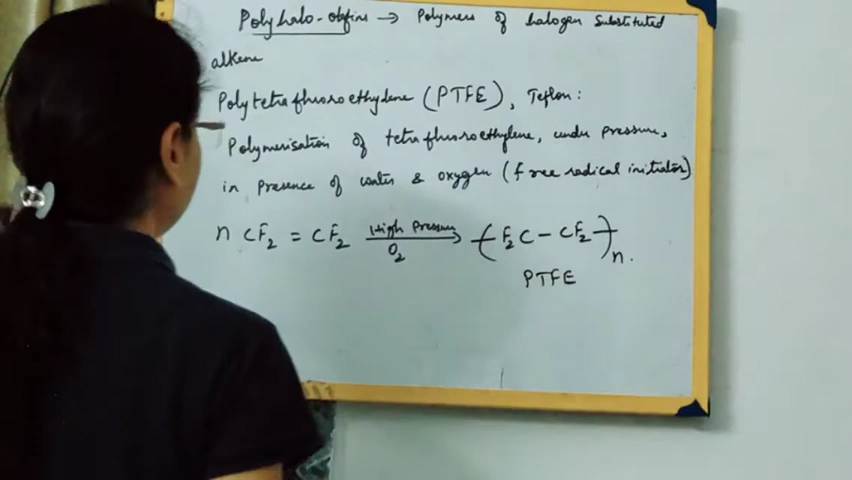 Polyhalo-olefins → Polymers of halogen substituted
alkene
Polytetrafluoroethylene (PTFE), Teflon:
Polymerisation of tetrafluoroethylene, under pressure,
in presence of water & oxygen (free radical initiator)
n CF₂ = CF₂ High Pressure → O₂ -( F₂C - CF₂ )-n.
PTFE